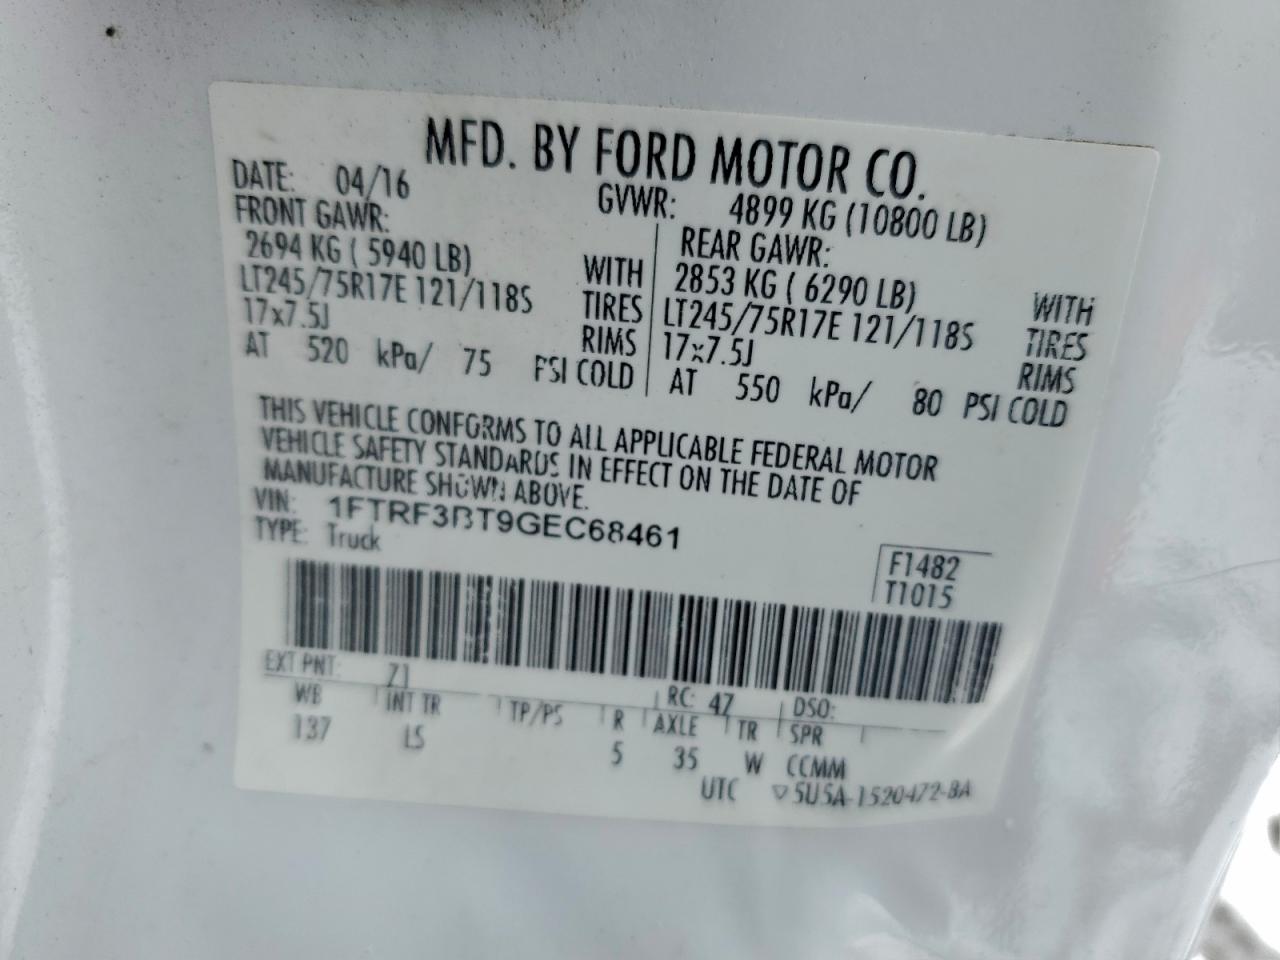 MFD. BY FORD MOTOR CO.
DATE: 04/16 GVWR: 4899 KG (10800 LB)
FRONT GAWR: REAR GAWR:
2694 KG ( 5940 LB) WITH 2853 KG ( 6290 LB) WITH
LT245/75R17E 121/118S TIRES LT245/75R17E 121/118S TIRES
17x7.5J RIMS 17x7.5J RIMS
AT 520 kPa/ 75 PSI COLD AT 550 kPa/ 80 PSI COLD
THIS VEHICLE CONFORMS TO ALL APPLICABLE FEDERAL MOTOR
VEHICLE SAFETY STANDARDS IN EFFECT ON THE DATE OF
MANUFACTURE SHOWN ABOVE.
VIN: 1FTRF3BT9GEC68461
TYPE: Truck
F1482
T1015
EXT PNT: Z1 RC: 47 DSO:
WB INT TR TP/PS R AXLE TR SPR
137 LS 5 35 W CCMM
UTC ▽5U5A-1520472-BA